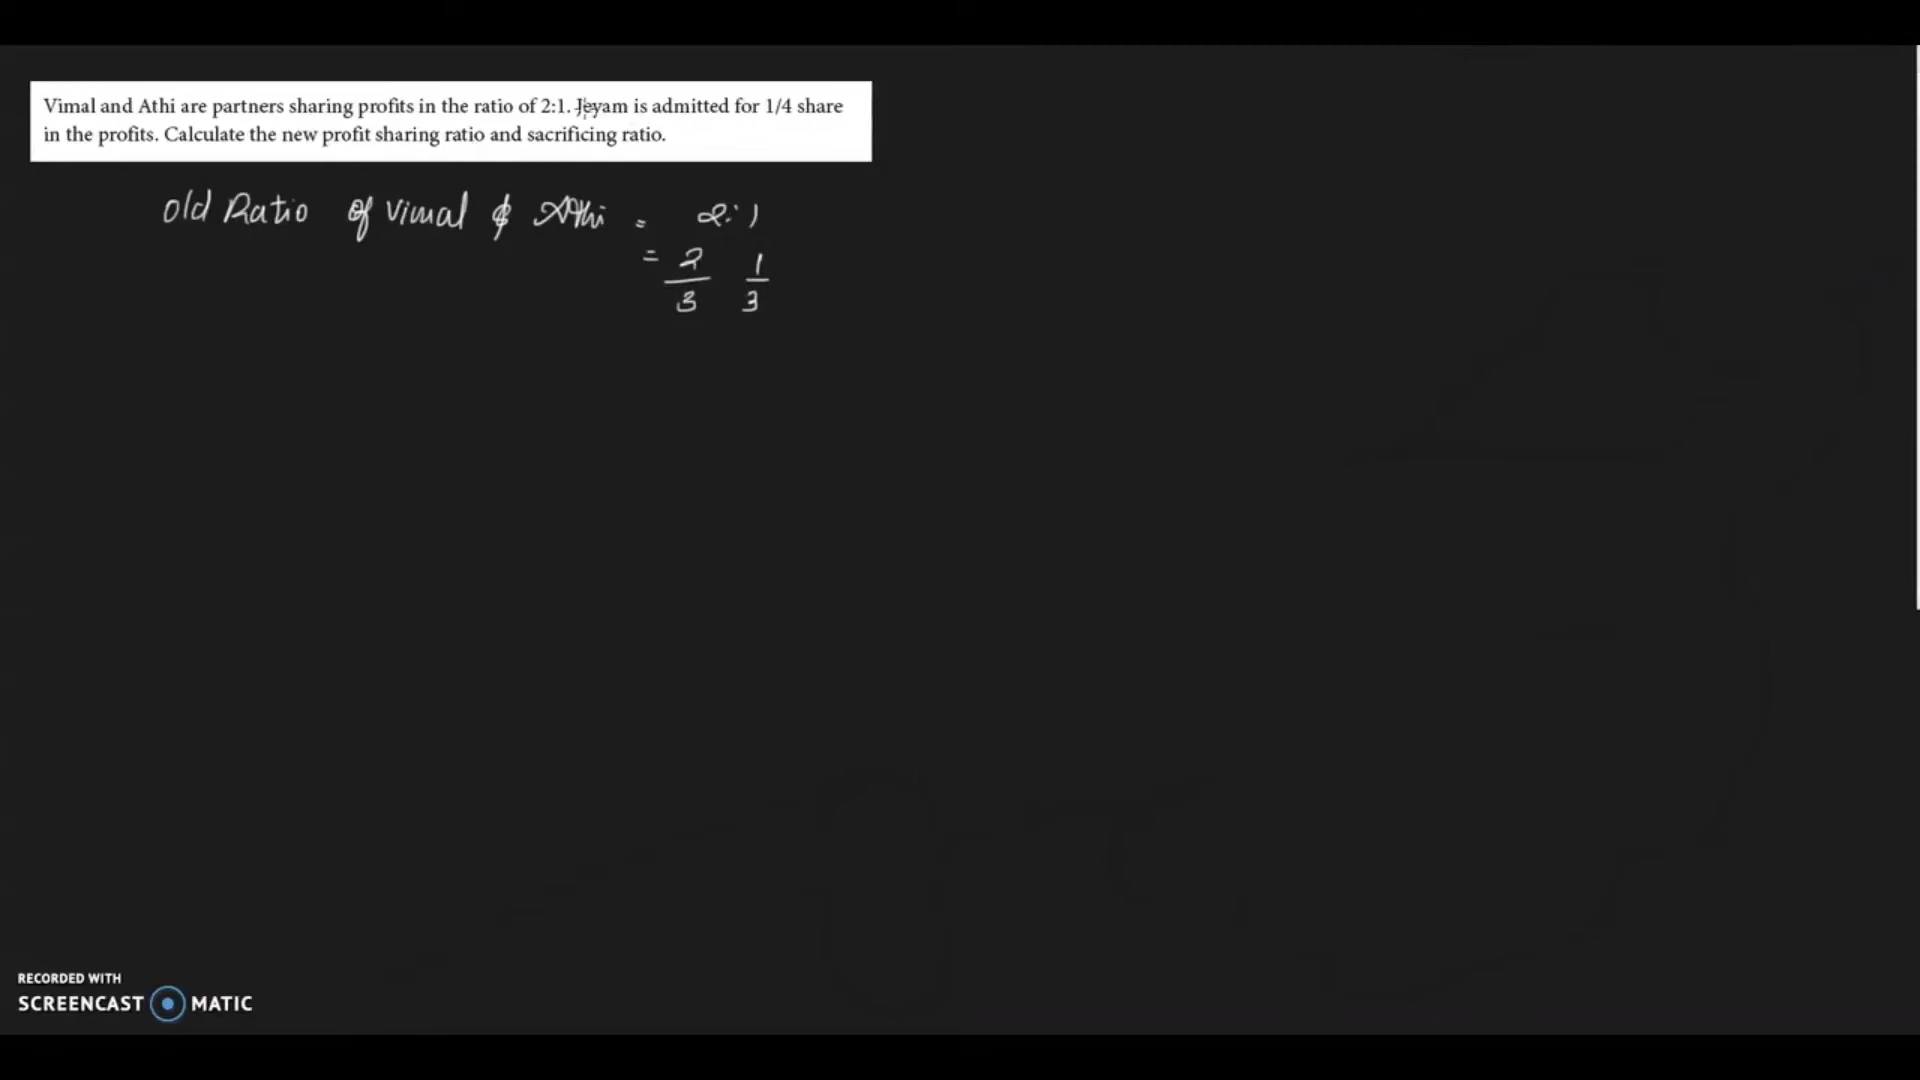 Vimal and Athi are partners sharing profits in the ratio of 2:1. Jeyam is admitted for 1/4 share
in the profits. Calculate the new profit sharing ratio and sacrificing ratio.
Old Ratio of Vimal & Athi = 2:1
= 2/3 1/3
RECORDED WITH
SCREENCAST MATIC